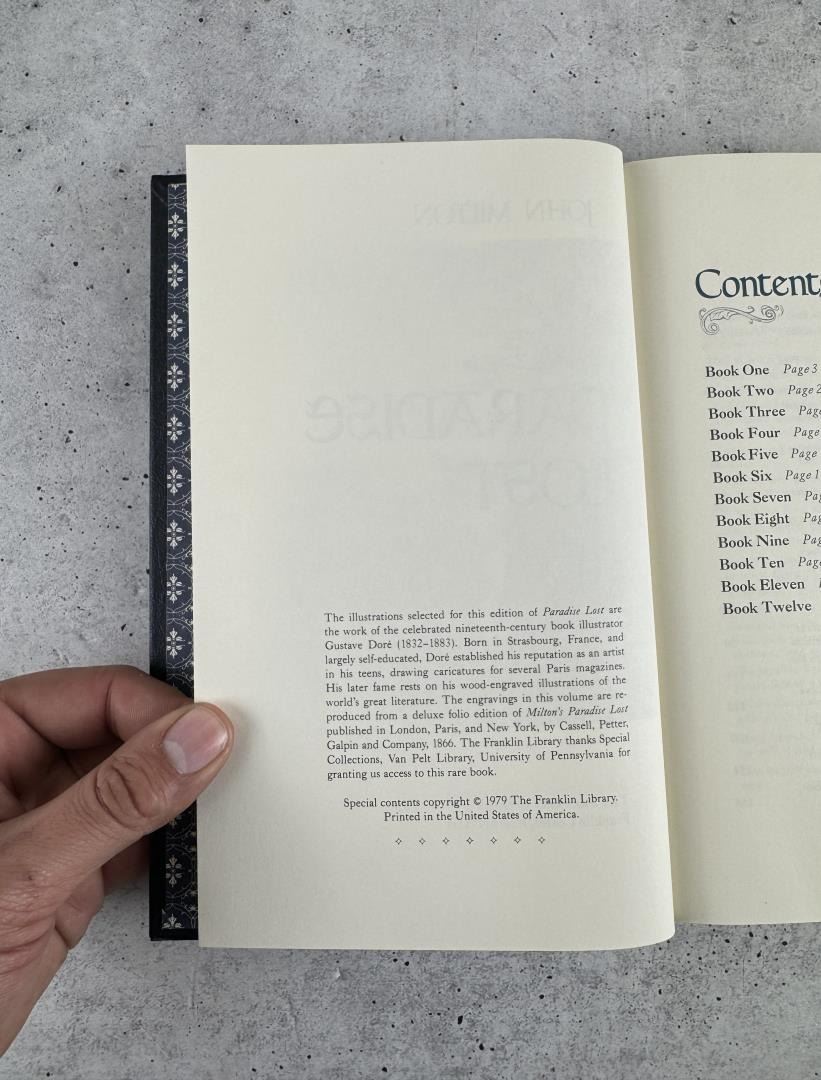 The illustrations selected for this edition of Paradise Lost are
the work of the celebrated nineteenth-century book illustrator
Gustave Doré (1832–1883). Born in Strasbourg, France, and
largely self-educated, Doré established his reputation as an artist
in his teens, drawing caricatures for several Paris magazines.
His later fame rests on his wood-engraved illustrations of the
world's great literature. The engravings in this volume are re-
produced from a deluxe folio edition of Milton's Paradise Lost
published in London, Paris, and New York, by Cassell, Petter,
Galpin and Company, 1866. The Franklin Library thanks Special
Collections, Van Pelt Library, University of Pennsylvania for
granting us access to this rare book.
Special contents copyright © 1979 The Franklin Library.
Printed in the United States of America.
Contents
Book One Page 3
Book Two Page
Book Three
Book Four Page
Book Five Page
Book Six Page
Book Seven
Book Eight
Book Nine
Book Ten
Book Eleven
Book Twelve